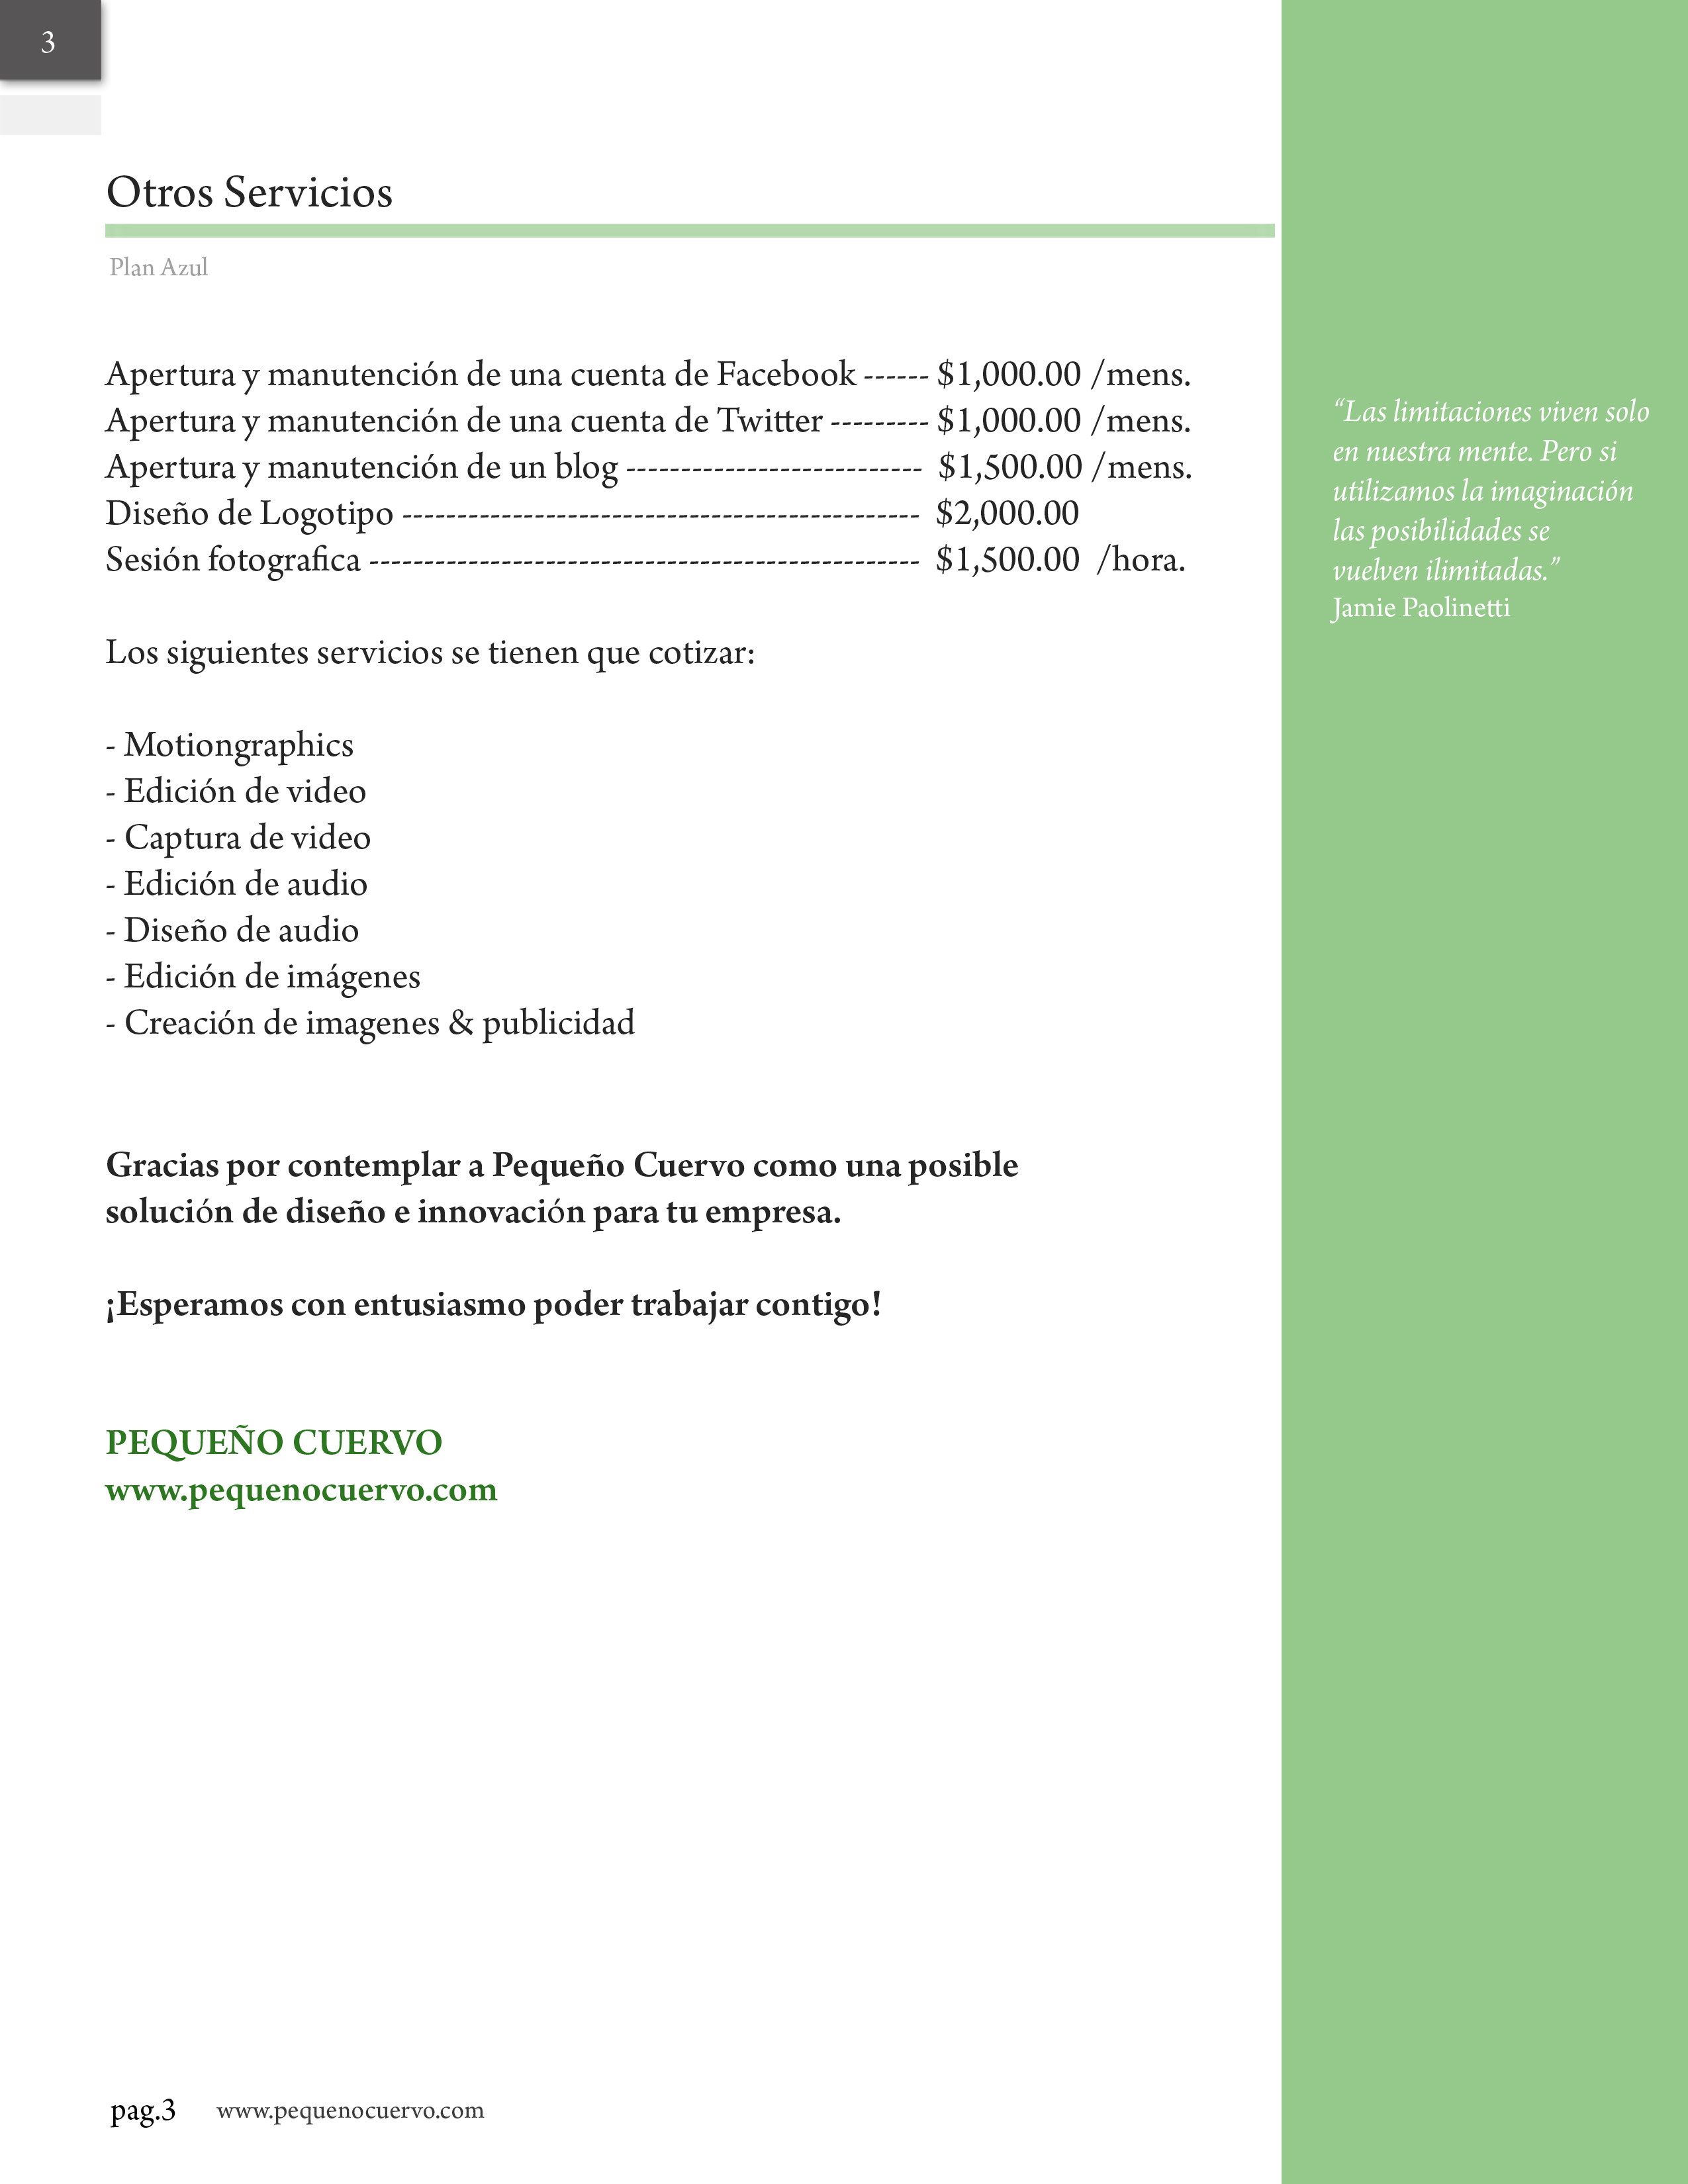 3
Otros Servicios
Plan Azul
Apertura y manutención de una cuenta de Facebook ------ $1,000.00 /mens.
Apertura y manutención de una cuenta de Twitter --------- $1,000.00 /mens.
Apertura y manutención de un blog --------------------------- $1,500.00 /mens.
Diseño de Logotipo ----------------------------------------------- $2,000.00
Sesión fotografica -------------------------------------------------- $1,500.00 /hora.
Los siguientes servicios se tienen que cotizar:
- Motiongraphics
- Edición de video
- Captura de video
- Edición de audio
- Diseño de audio
- Edición de imágenes
- Creación de imagenes & publicidad
Gracias por contemplar a Pequeño Cuervo como una posible
solución de diseño e innovación para tu empresa.
¡Esperamos con entusiasmo poder trabajar contigo!
PEQUEÑO CUERVO
www.pequenocuervo.com
“Las limitaciones viven solo
en nuestra mente. Pero si
utilizamos la imaginación
las posibilidades se
vuelven ilimitadas.”
Jamie Paolinetti
pag.3 www.pequenocuervo.com